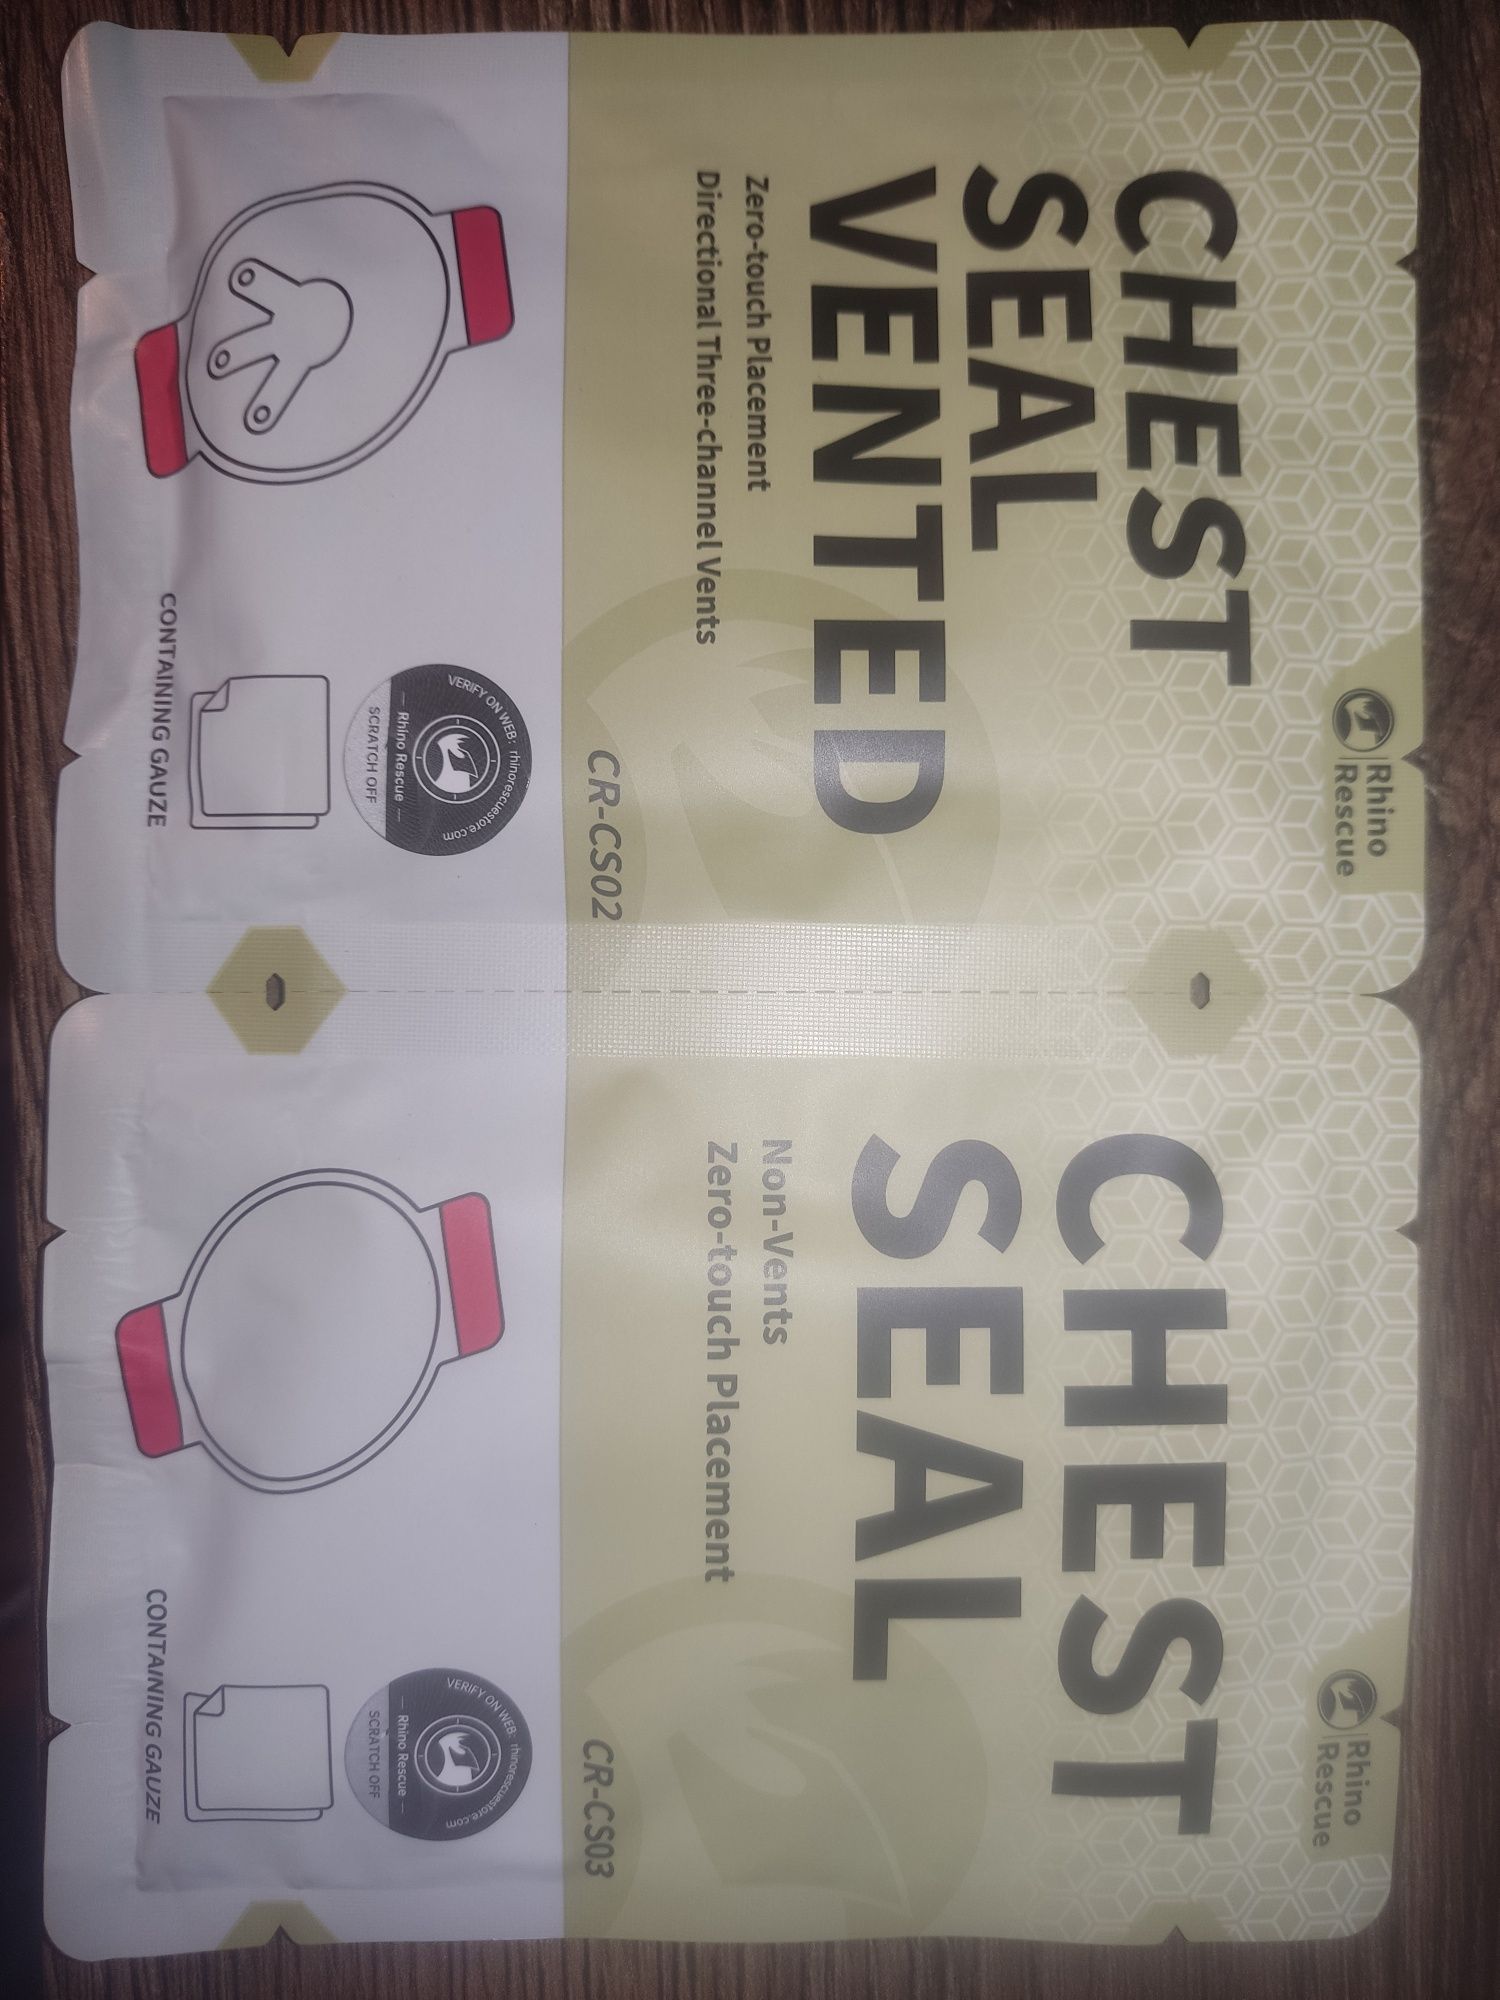 Rhino
Rescue
CHEST
SEAL
VENTED
Zero-touch Placement
Directional Three-channel Vents
CR-CS02
VERIFY ON WEB: rhinorescuestore.com
Rhino Rescue
SCRATCH OFF
CONTAINING GAUZE
Rhino
Rescue
CHEST
SEAL
Non-Vents
Zero-touch Placement
CR-CS03
VERIFY ON WEB: rhinorescuestore.com
Rhino Rescue
SCRATCH OFF
CONTAINING GAUZE